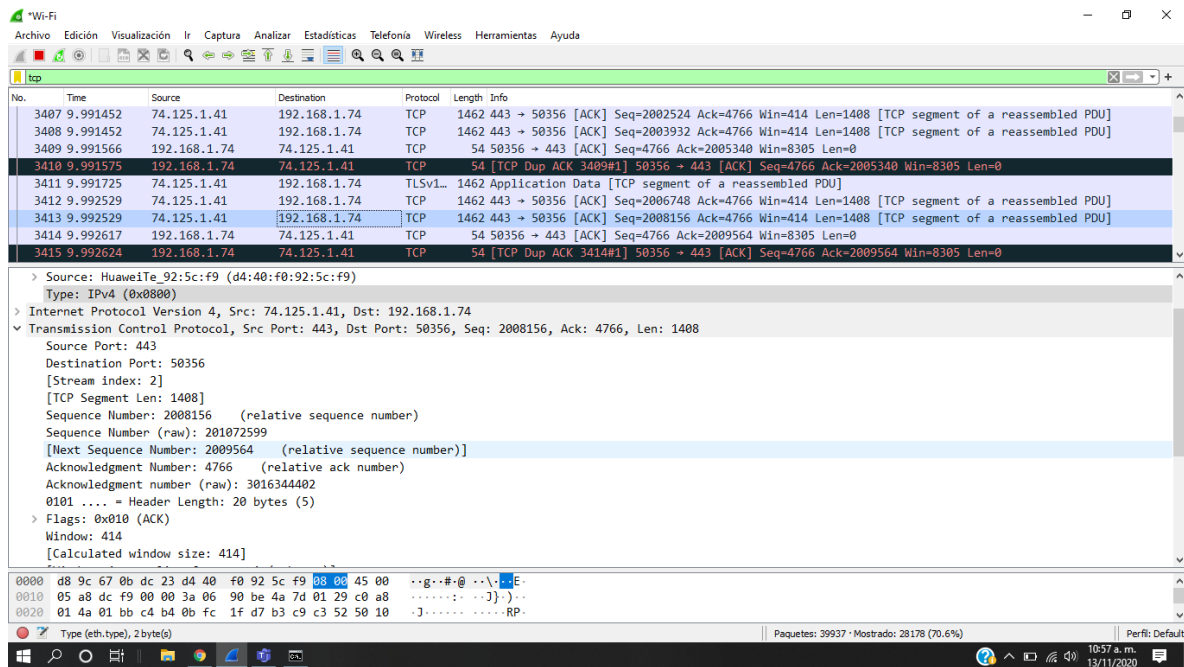 *Wi-Fi
Archivo Edición Visualización Ir Captura Analizar Estadísticas Telefonía Wireless Herramientas Ayuda
tcp
No. Time Source Destination Protocol Length Info
3407 9.991452 74.125.1.41 192.168.1.74 TCP 1462 443 → 50356 [ACK] Seq=2002524 Ack=4766 Win=414 Len=1408 [TCP segment of a reassembled PDU]
3408 9.991452 74.125.1.41 192.168.1.74 TCP 1462 443 → 50356 [ACK] Seq=2003932 Ack=4766 Win=414 Len=1408 [TCP segment of a reassembled PDU]
3409 9.991566 192.168.1.74 74.125.1.41 TCP 54 50356 → 443 [ACK] Seq=4766 Ack=2005340 Win=8305 Len=0
3410 9.991575 192.168.1.74 74.125.1.41 TCP 54 [TCP Dup ACK 3409#1] 50356 → 443 [ACK] Seq=4766 Ack=2005340 Win=8305 Len=0
3411 9.991725 74.125.1.41 192.168.1.74 TLSv1… 1462 Application Data [TCP segment of a reassembled PDU]
3412 9.992529 74.125.1.41 192.168.1.74 TCP 1462 443 → 50356 [ACK] Seq=2006748 Ack=4766 Win=414 Len=1408 [TCP segment of a reassembled PDU]
3413 9.992529 74.125.1.41 192.168.1.74 TCP 1462 443 → 50356 [ACK] Seq=2008156 Ack=4766 Win=414 Len=1408 [TCP segment of a reassembled PDU]
3414 9.992617 192.168.1.74 74.125.1.41 TCP 54 50356 → 443 [ACK] Seq=4766 Ack=2009564 Win=8305 Len=0
3415 9.992624 192.168.1.74 74.125.1.41 TCP 54 [TCP Dup ACK 3414#1] 50356 → 443 [ACK] Seq=4766 Ack=2009564 Win=8305 Len=0
Source: HuaweiTe_92:5c:f9 (d4:40:f0:92:5c:f9)
Type: IPv4 (0x0800)
Internet Protocol Version 4, Src: 74.125.1.41, Dst: 192.168.1.74
Transmission Control Protocol, Src Port: 443, Dst Port: 50356, Seq: 2008156, Ack: 4766, Len: 1408
Source Port: 443
Destination Port: 50356
[Stream index: 2]
[TCP Segment Len: 1408]
Sequence Number: 2008156 (relative sequence number)
Sequence Number (raw): 201072599
[Next Sequence Number: 2009564 (relative sequence number)]
Acknowledgment Number: 4766 (relative ack number)
Acknowledgment number (raw): 3016344402
0101 .... = Header Length: 20 bytes (5)
Flags: 0x010 (ACK)
Window: 414
[Calculated window size: 414]
0000 d8 9c 67 0b dc 23 d4 40 f0 92 5c f9 08 00 45 00 ··g··#·@ ··\···E·
0010 05 a8 dc f9 00 00 3a 06 90 be 4a 7d 01 29 c0 a8 ······:· ··J}·)··
0020 01 4a 01 bb c4 b4 0b fc 1f d7 b3 c9 c3 52 50 10 ·J······ ·····RP·
Type (eth.type), 2 byte(s) Paquetes: 39937 · Mostrado: 28178 (70.6%) Perfil: Default
10:57 a. m.
13/11/2020